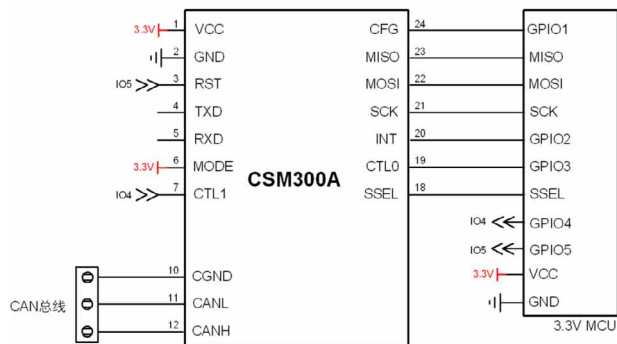 3.3V 1 VCC CFG 24 GPIO1
2 GND MISO 23 MISO
IO5 3 RST MOSI 22 MOSI
4 TXD SCK 21 SCK
5 RXD INT 20 GPIO2
3.3V 6 MODE CTL0 19 GPIO3
CSM300A
IO4 7 CTL1 SSEL 18 SSEL
IO4 GPIO4
IO5 GPIO5
10 CGND 3.3V VCC
CAN总线 11 CANL GND
12 CANH 3.3V MCU